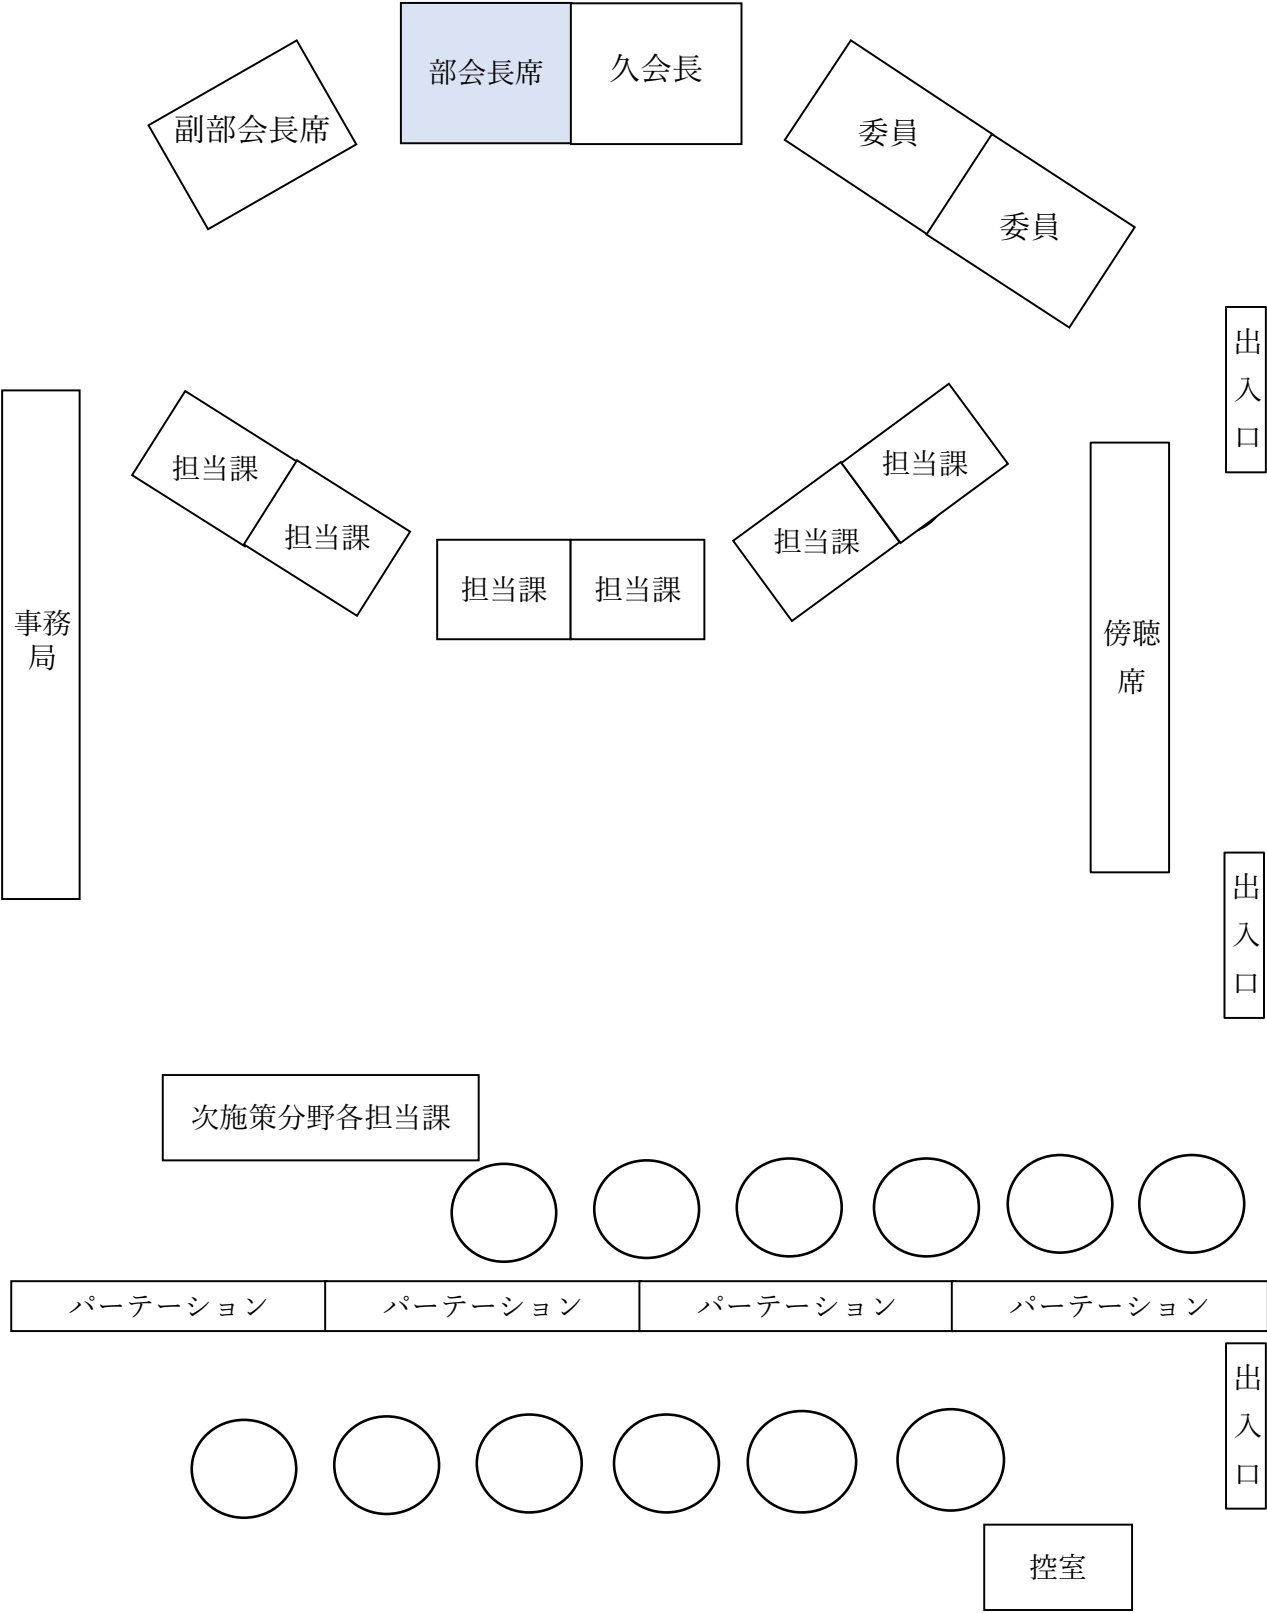 部会長席
久会長
副部会長席
委員
委員
出
入
口
担当課
担当課
担当課
担当課
担当課
担当課
事務
局
傍聴
席
出
入
口
次施策分野各担当課
パーテーション
パーテーション
パーテーション
パーテーション
出
入
口
控室